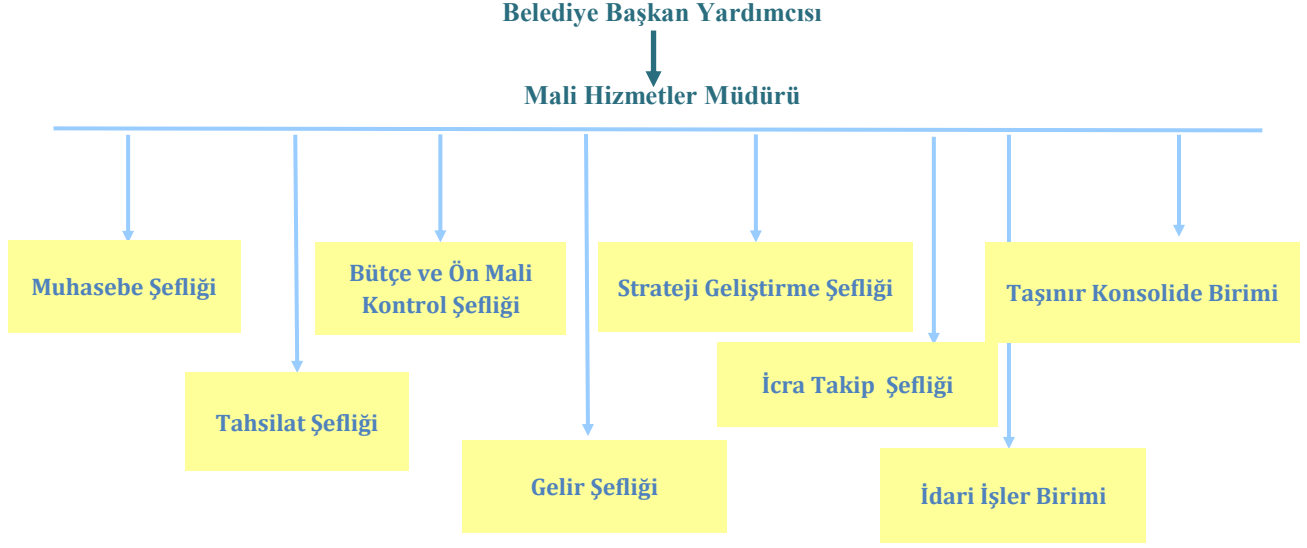 Belediye Başkan Yardımcısı
Mali Hizmetler Müdürü
Muhasebe Şefliği
Bütçe ve Ön Mali
Kontrol Şefliği
Strateji Geliştirme Şefliği
Taşınır Konsolide Birimi
Tahsilat Şefliği
İcra Takip Şefliği
Gelir Şefliği
İdari İşler Birimi